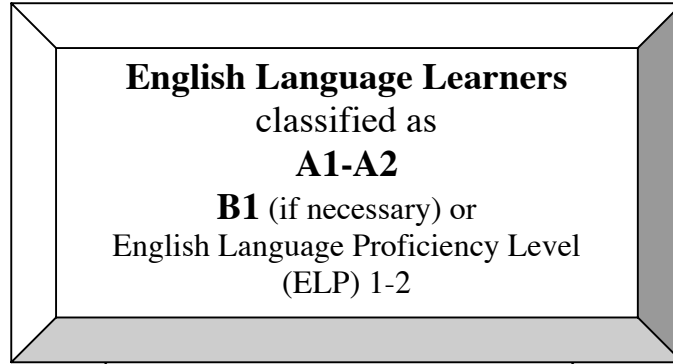 English Language Learners
classified as
A1-A2
B1 (if necessary) or
English Language Proficiency Level
(ELP) 1-2